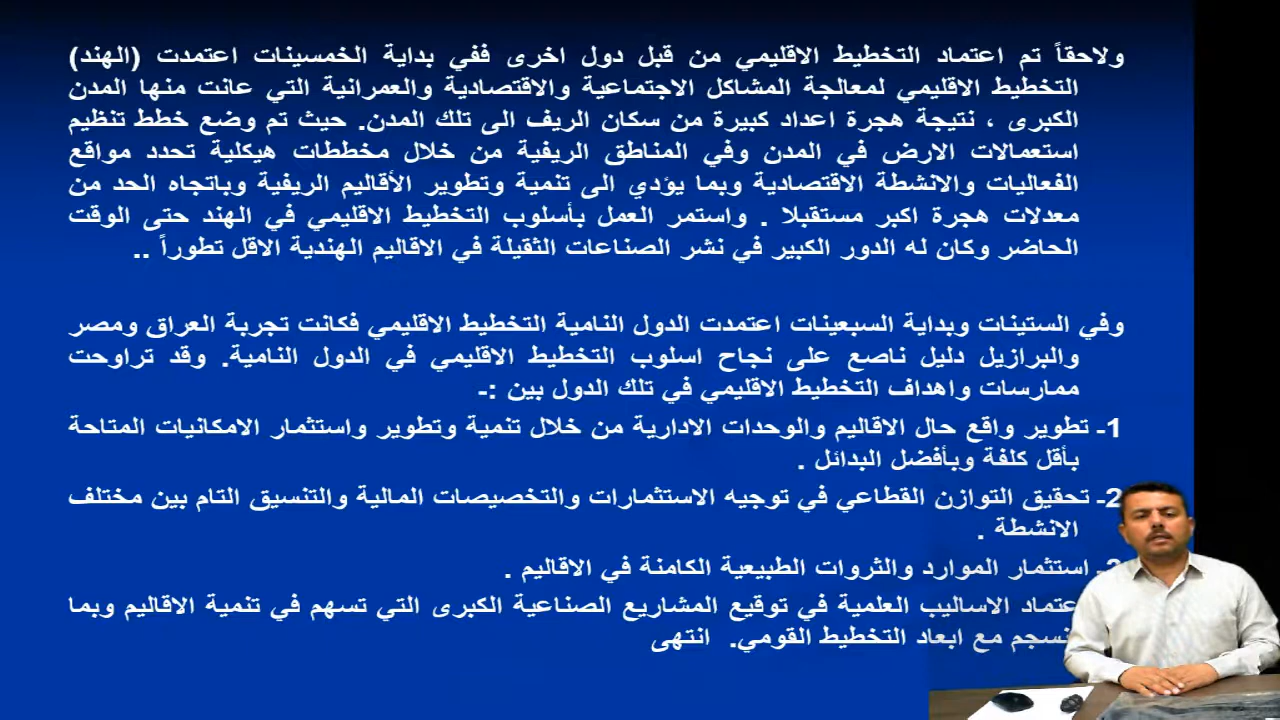 ولاحقاً تم اعتماد التخطيط الاقليمي من قبل دول اخرى ففي بداية الخمسينات اعتمدت (الهند)
التخطيط الاقليمي لمعالجة المشاكل الاجتماعية والاقتصادية والعمرانية التي عانت منها المدن
الكبرى ، نتيجة هجرة اعداد كبيرة من سكان الريف الى تلك المدن. حيث تم وضع خطط تنظيم
استعمالات الارض في المدن وفي المناطق الريفية من خلال مخططات هيكلية تحدد مواقع
الفعاليات والانشطة الاقتصادية وبما يؤدي الى تنمية وتطوير الأقاليم الريفية وباتجاه الحد من
معدلات هجرة اكبر مستقبلا . واستمر العمل بأسلوب التخطيط الاقليمي في الهند حتى الوقت
الحاضر وكان له الدور الكبير في نشر الصناعات الثقيلة في الاقاليم الهندية الاقل تطوراً ..
وفي الستينات وبداية السبعينات اعتمدت الدول النامية التخطيط الاقليمي فكانت تجربة العراق ومصر
والبرازيل دليل ناصع على نجاح اسلوب التخطيط الاقليمي في الدول النامية. وقد تراوحت
ممارسات واهداف التخطيط الاقليمي في تلك الدول بين :-
1- تطوير واقع حال الاقاليم والوحدات الادارية من خلال تنمية وتطوير واستثمار الامكانيات المتاحة
بأقل كلفة وبأفضل البدائل .
2- تحقيق التوازن القطاعي في توجيه الاستثمارات والتخصيصات المالية والتنسيق التام بين مختلف
الانشطة .
استثمار الموارد والثروات الطبيعية الكامنة في الاقاليم .
الاساليب العلمية في توقيع المشاريع الصناعية الكبرى التي تسهم في تنمية الاقاليم وبما
مع ابعاد التخطيط القومي. انتهى